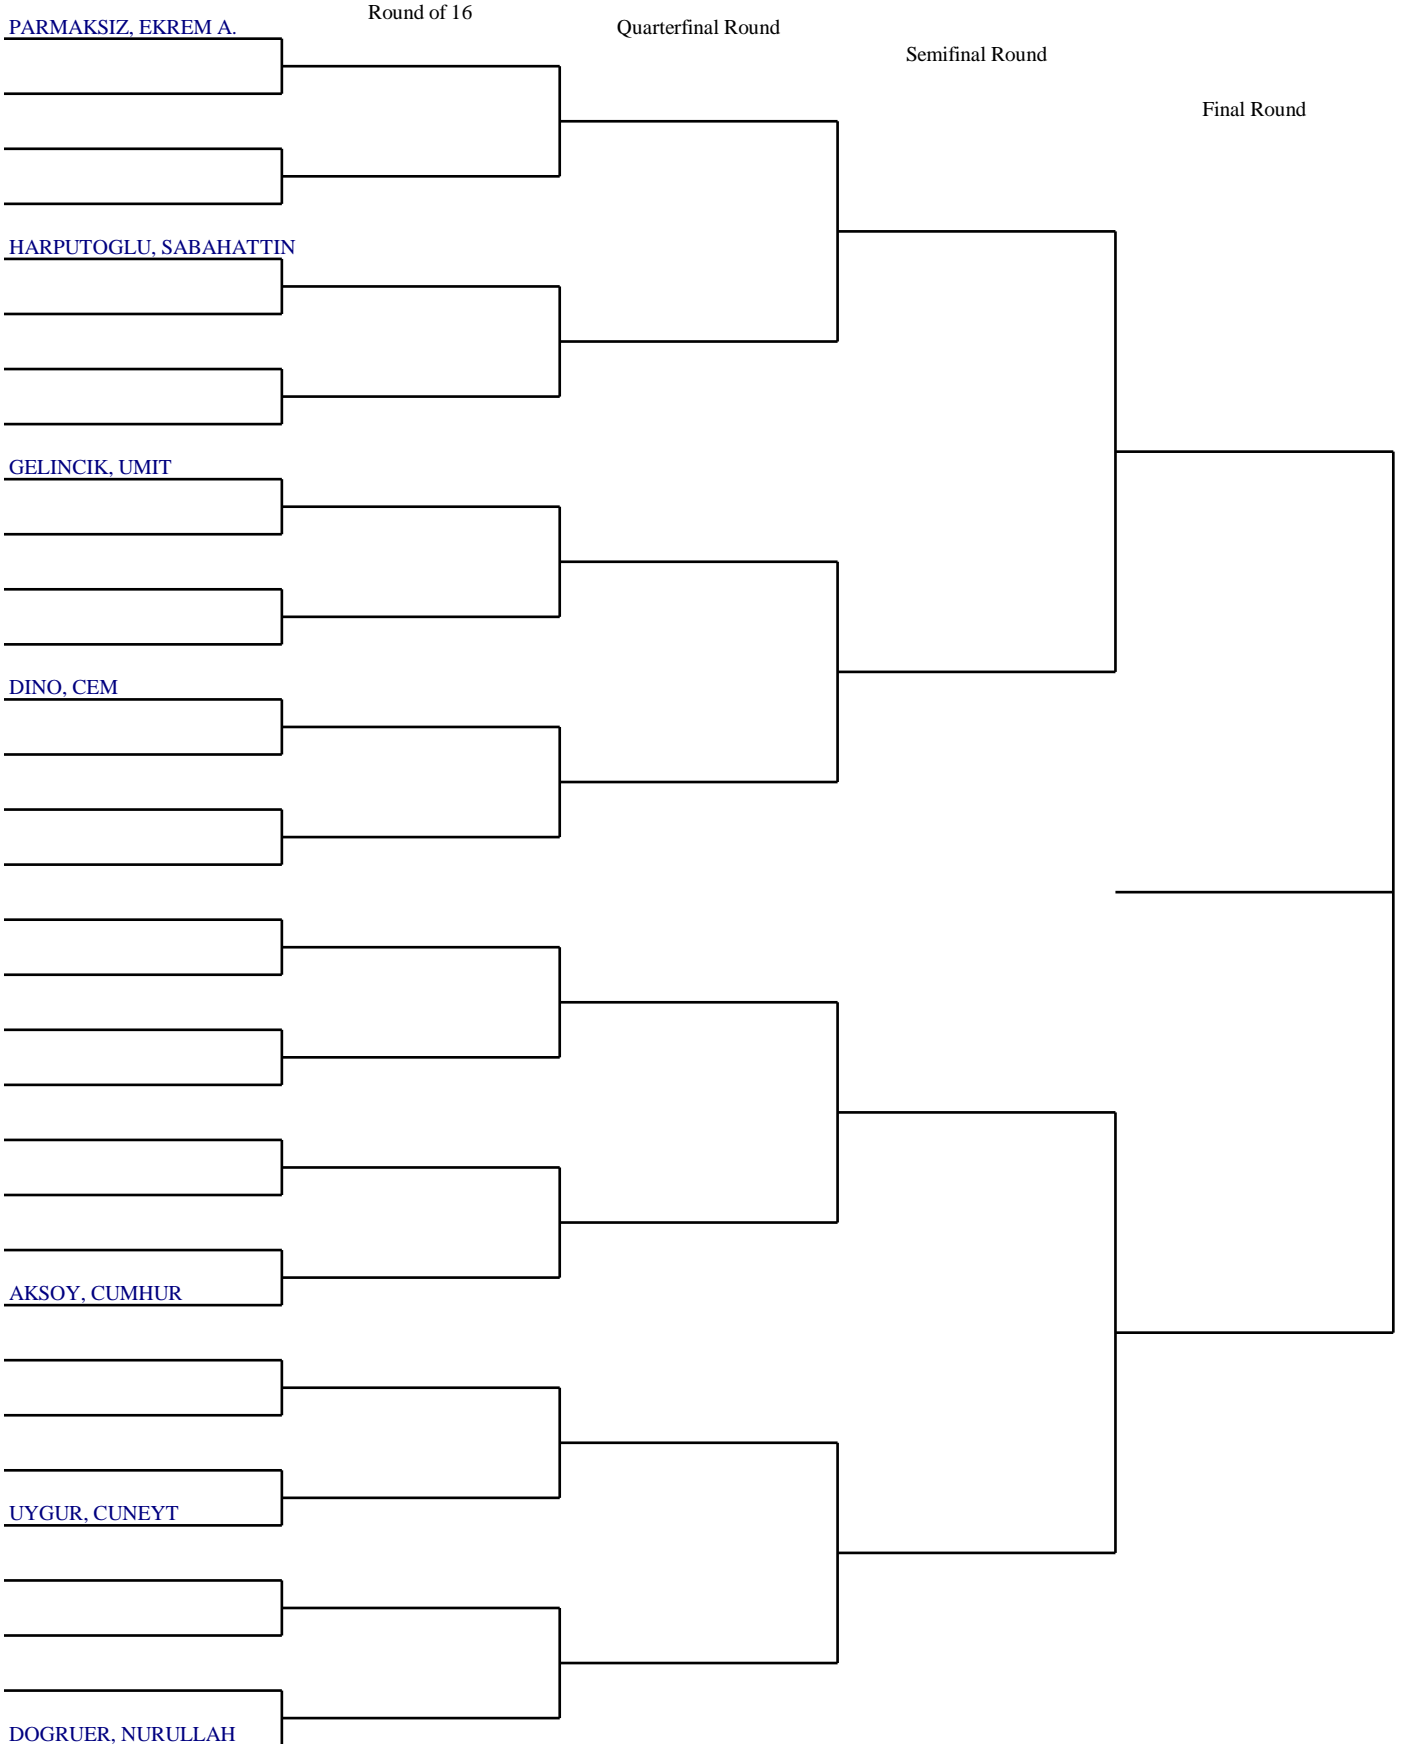 Round of 16
PARMAKSIZ, EKREM A.
Quarterfinal Round
Semifinal Round
Final Round
HARPUTOGLU, SABAHATTIN
GELINCIK, UMIT
DINO, CEM
AKSOY, CUMHUR
UYGUR, CUNEYT
DOGRUER, NURULLAH